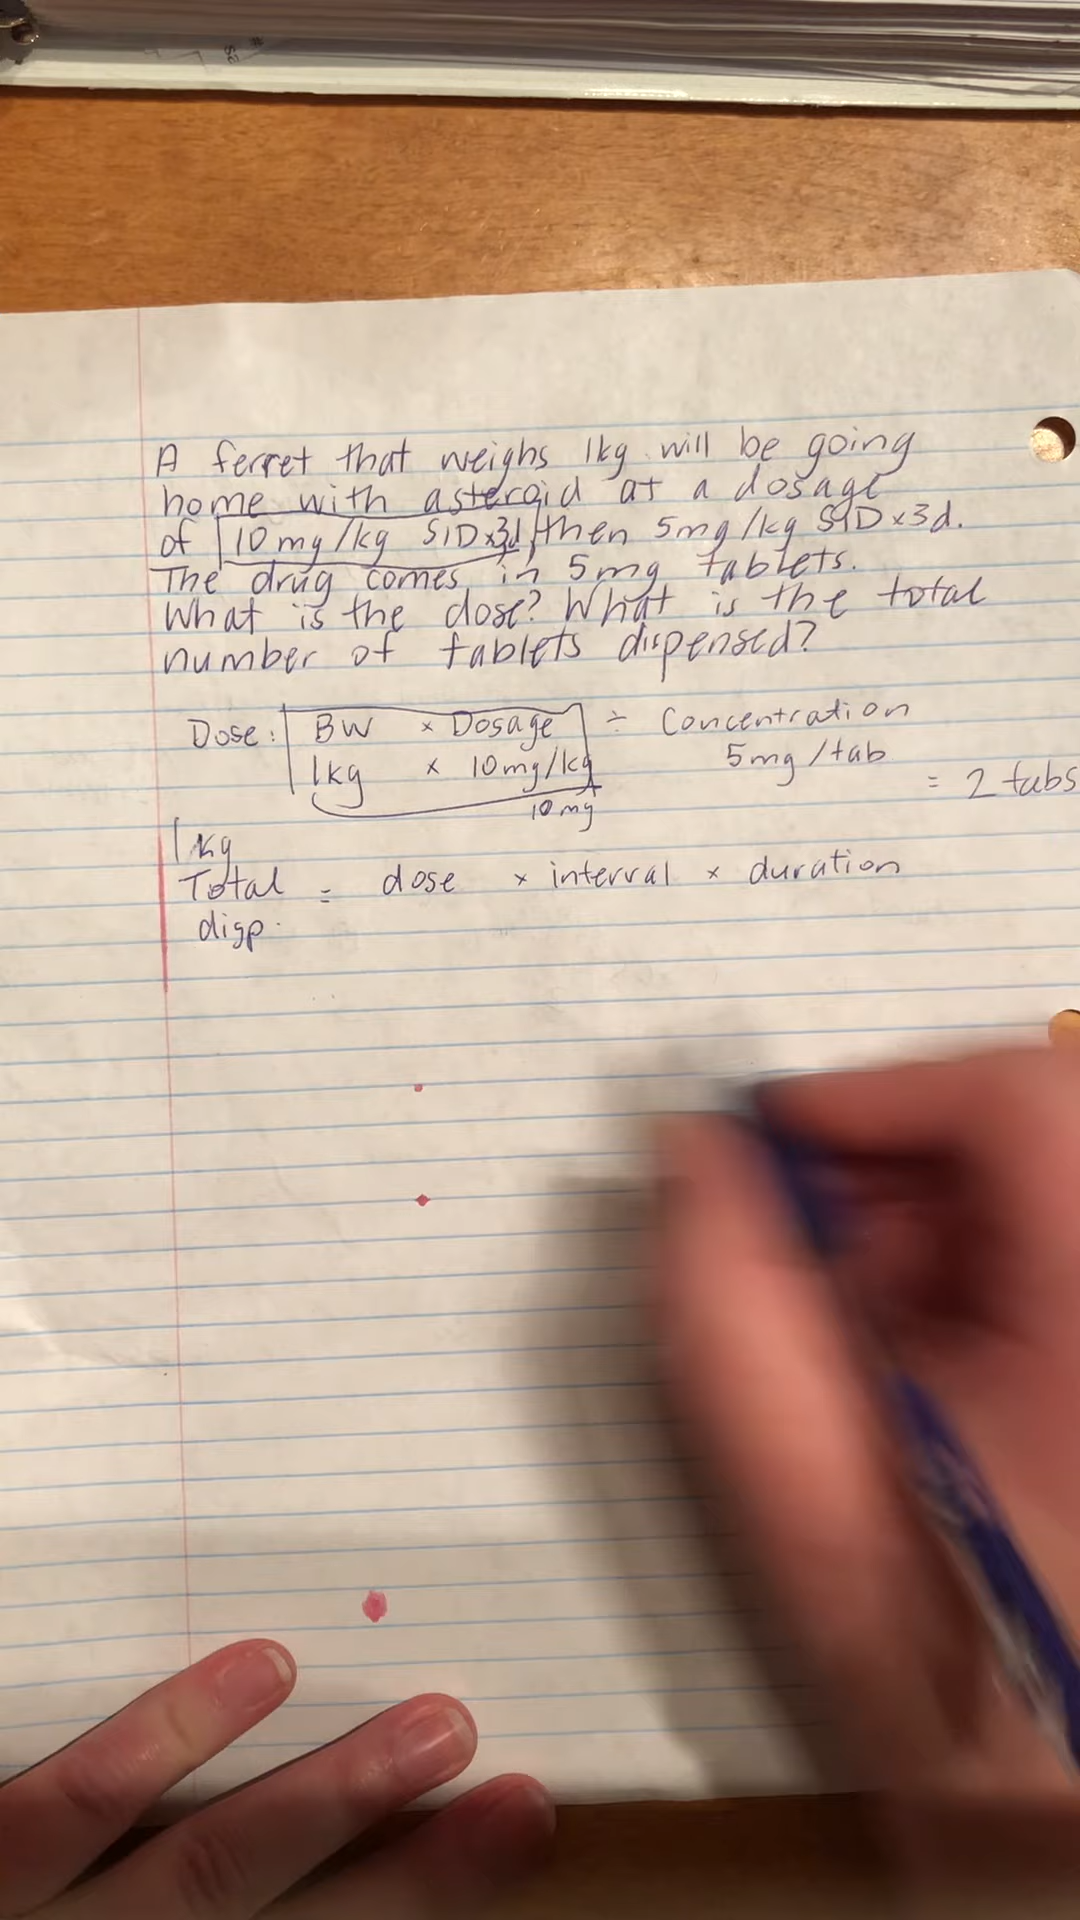 A ferret that weighs 1kg will be going
home with asteroid at a dosage
of 10mg/kg SID x3d, then 5mg/kg SID x3d.
The drug comes in 5mg tablets.
What is the dose? What is the total
number of tablets dispensed?
Dose: BW × Dosage ÷ Concentration
1kg × 10mg/kg 5mg/tab
= 2 tabs
10mg
1kg
Total = dose × interval × duration
disp.